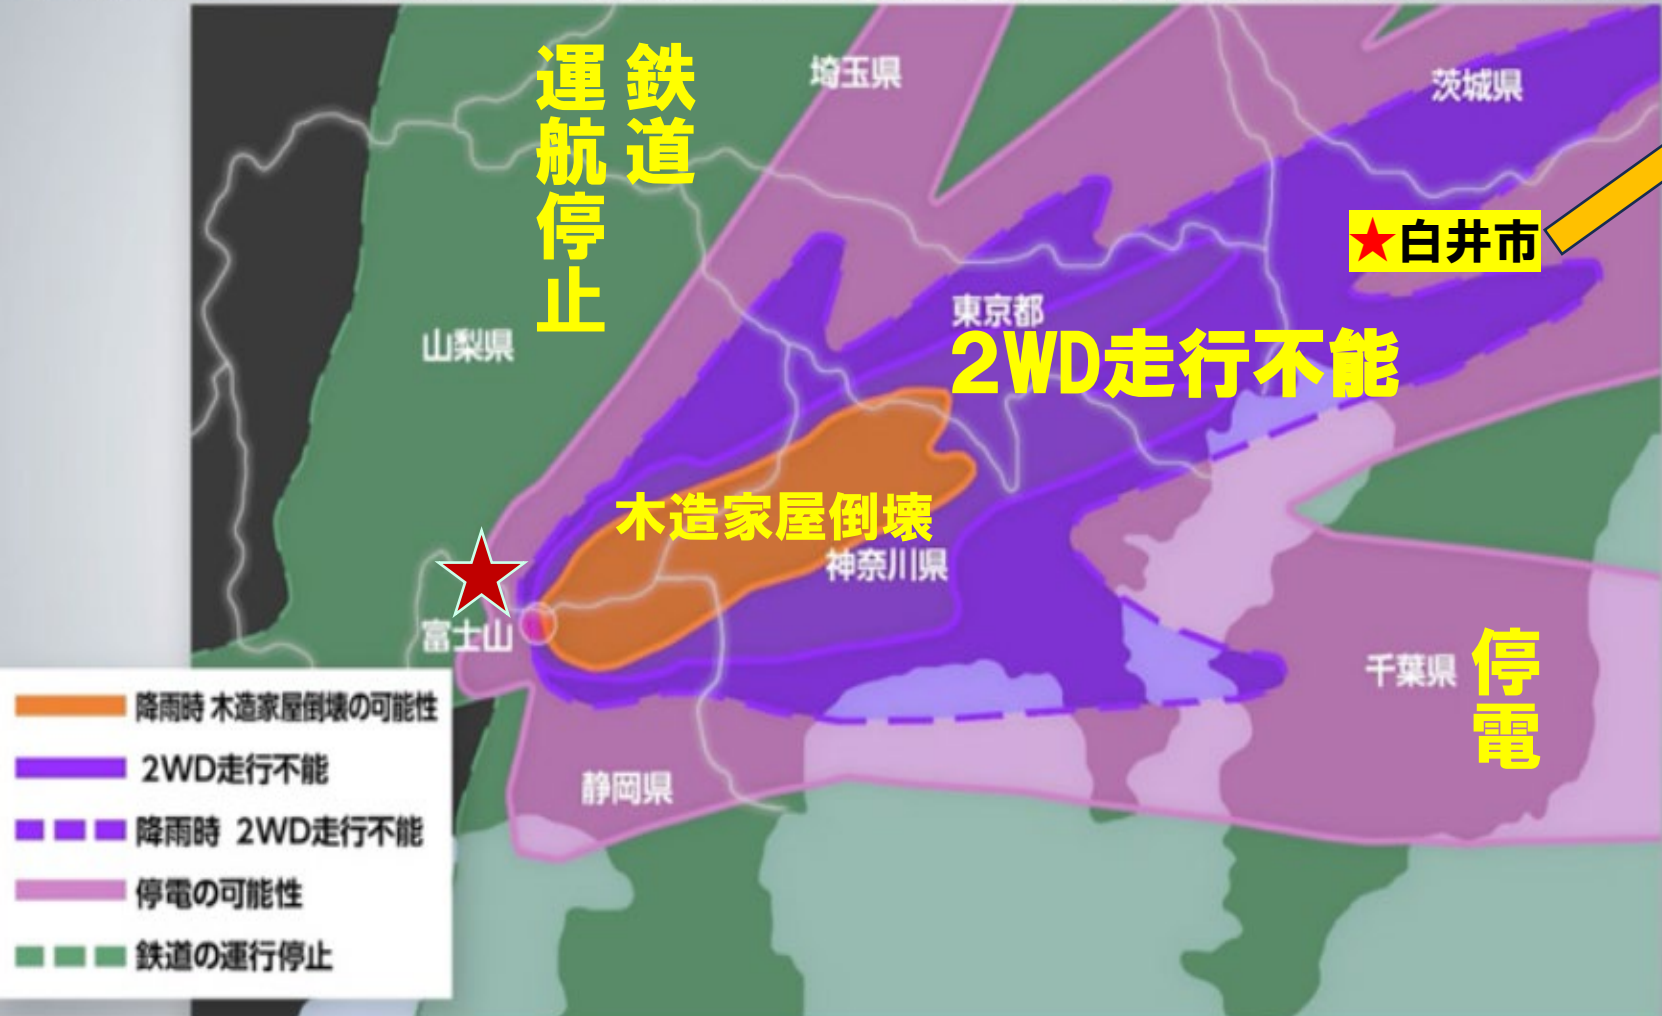 鉄道
運航停止
埼玉県
茨城県
★白井市
東京都
2WD走行不能
山梨県
木造家屋倒壊
神奈川県
富士山
千葉県
停電
静岡県
降雨時 木造家屋倒壊の可能性
2WD走行不能
降雨時 2WD走行不能
停電の可能性
鉄道の運行停止